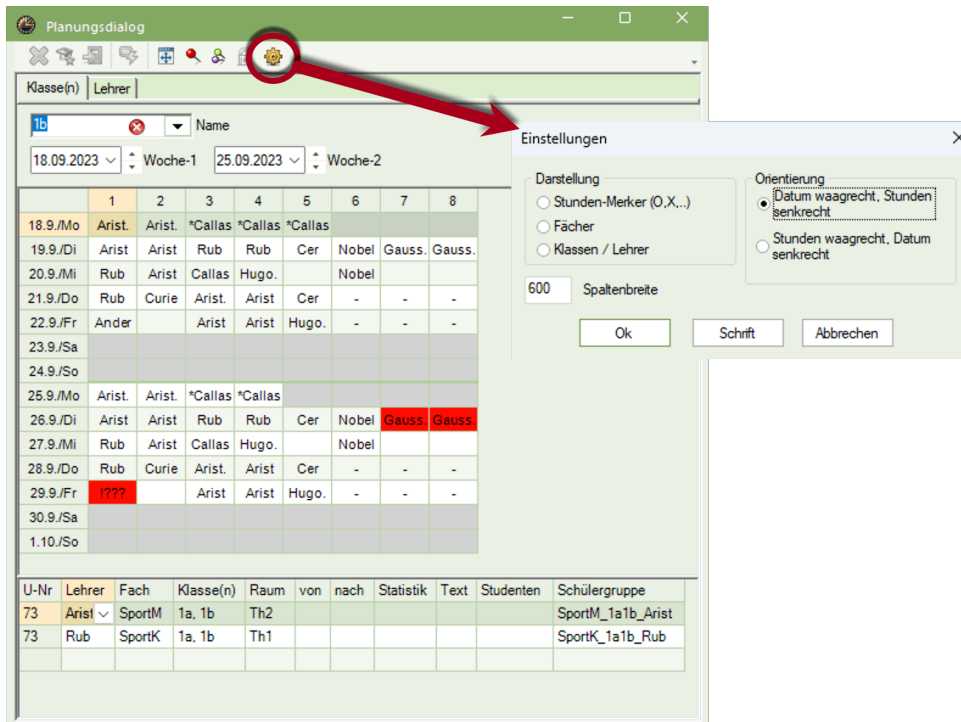 Planungsdialog
Klasse(n) Lehrer
1b Name
18.09.2023 Woche-1 25.09.2023 Woche-2
1 2 3 4 5 6 7 8
18.9./Mo Arist. Arist. *Callas *Callas *Callas
19.9./Di Arist Arist Rub Rub Cer Nobel Gauss. Gauss.
20.9./Mi Rub Arist Callas Hugo. Nobel
21.9./Do Rub Curie Arist. Arist Cer - - -
22.9./Fr Ander Arist Arist Hugo. - - -
23.9./Sa
24.9./So
25.9./Mo Arist. Arist. *Callas *Callas
26.9./Di Arist Arist Rub Rub Cer Nobel Gauss. Gauss.
27.9./Mi Rub Arist Callas Hugo. Nobel
28.9./Do Rub Curie Arist. Arist Cer - - -
29.9./Fr !??? Arist Arist Hugo. - - -
30.9./Sa
1.10./So
U-Nr Lehrer Fach Klasse(n) Raum von nach Statistik Text Studenten Schülergruppe
73 Arist SportM 1a, 1b Th2 SportM_1a1b_Arist
73 Rub SportK 1a, 1b Th1 SportK_1a1b_Rub
Einstellungen
Darstellung
Stunden-Merker (O,X,..)
Fächer
Klassen / Lehrer
Orientierung
Datum waagrecht, Stunden
senkrecht
Stunden waagrecht, Datum
senkrecht
600 Spaltenbreite
Ok Schrift Abbrechen